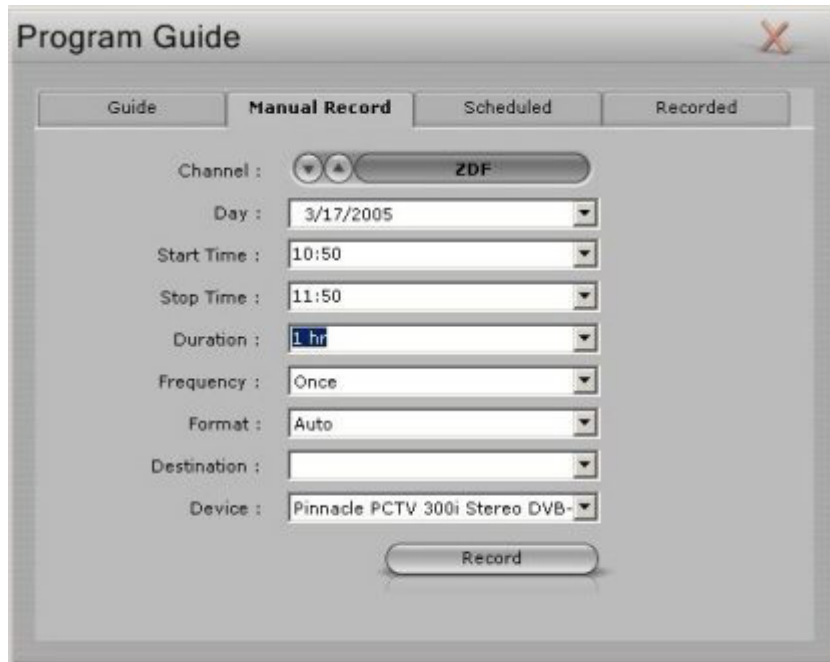 Program Guide
Guide Manual Record Scheduled Recorded
Channel : ZDF
Day : 3/17/2005
Start Time : 10:50
Stop Time : 11:50
Duration : 1 hr
Frequency : Once
Format : Auto
Destination :
Device : Pinnacle PCTV 300i Stereo DVB-
Record